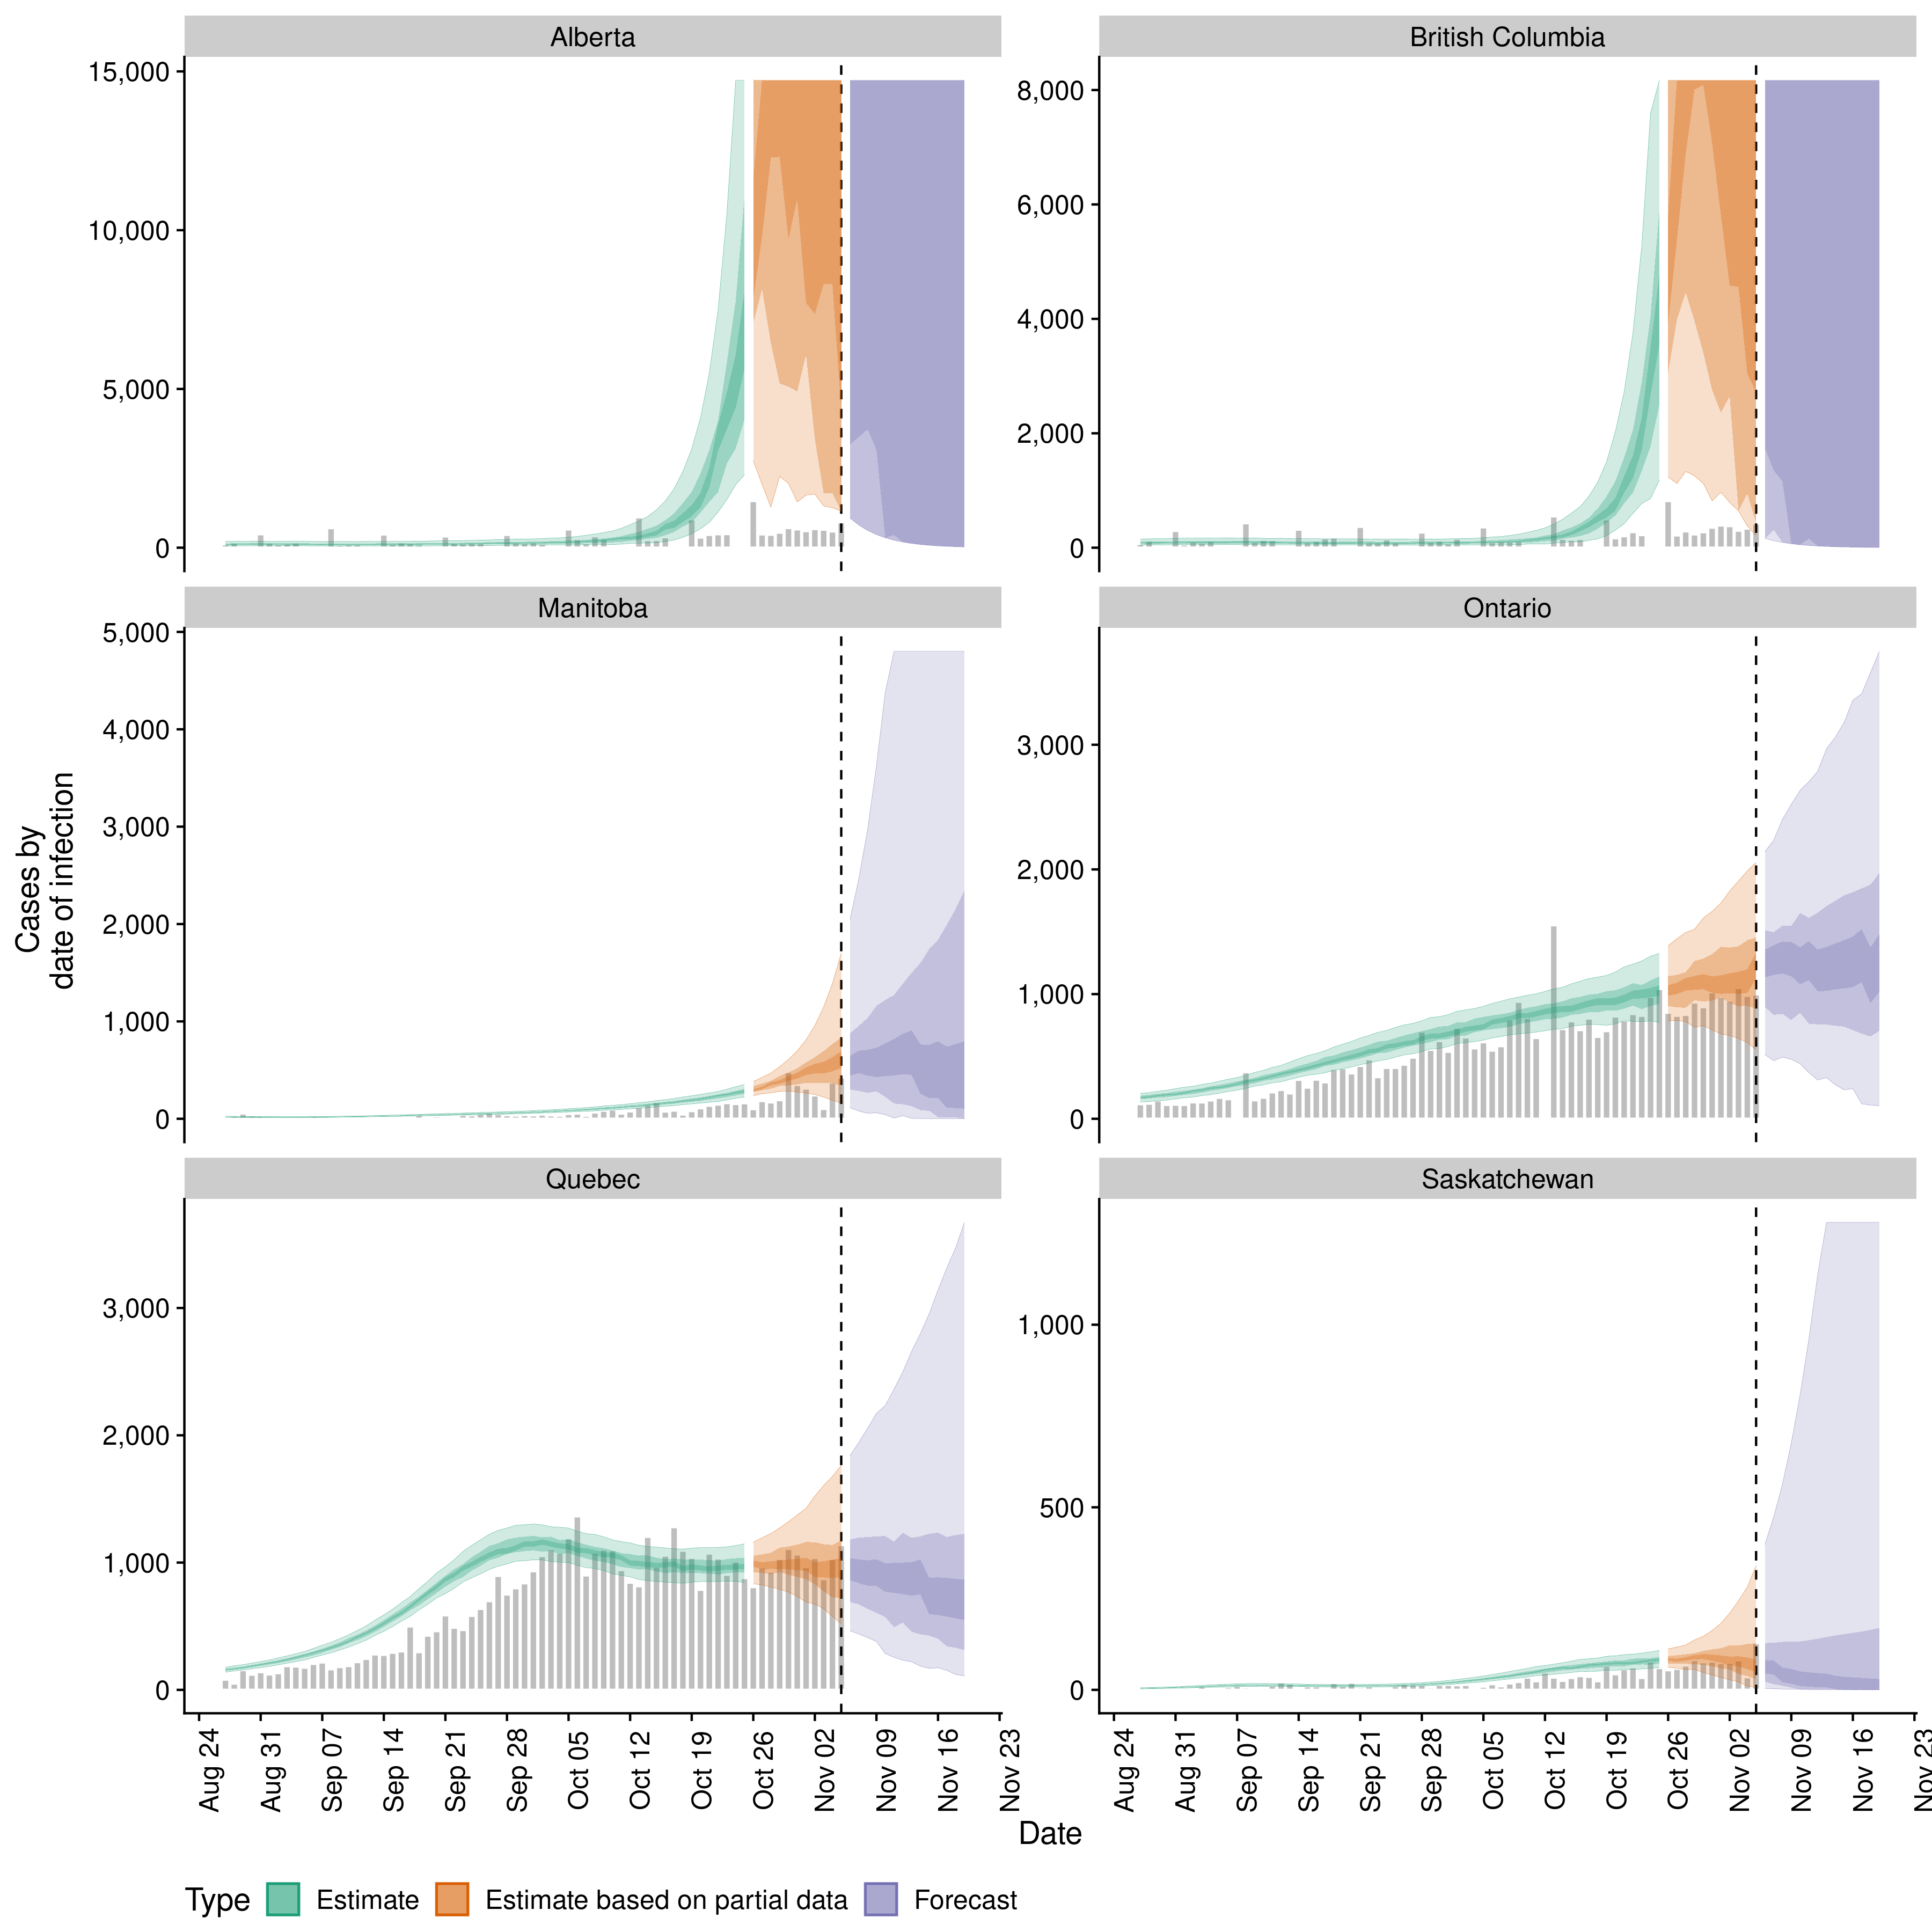 Alberta
British Columbia
15,000
10,000
5,000
0
8,000
6,000
4,000
2,000
0
Manitoba
Ontario
5,000
4,000
3,000
2,000
1,000
0
3,000
2,000
1,000
0
Cases by
date of infection
Quebec
Saskatchewan
3,000
2,000
1,000
0
1,000
500
0
Aug 24
Aug 31
Sep 07
Sep 14
Sep 21
Sep 28
Oct 05
Oct 12
Oct 19
Oct 26
Nov 02
Nov 09
Nov 16
Nov 23
Aug 24
Aug 31
Sep 07
Sep 14
Sep 21
Sep 28
Oct 05
Oct 12
Oct 19
Oct 26
Nov 02
Nov 09
Nov 16
Nov 23
Date
Type Estimate Estimate based on partial data Forecast